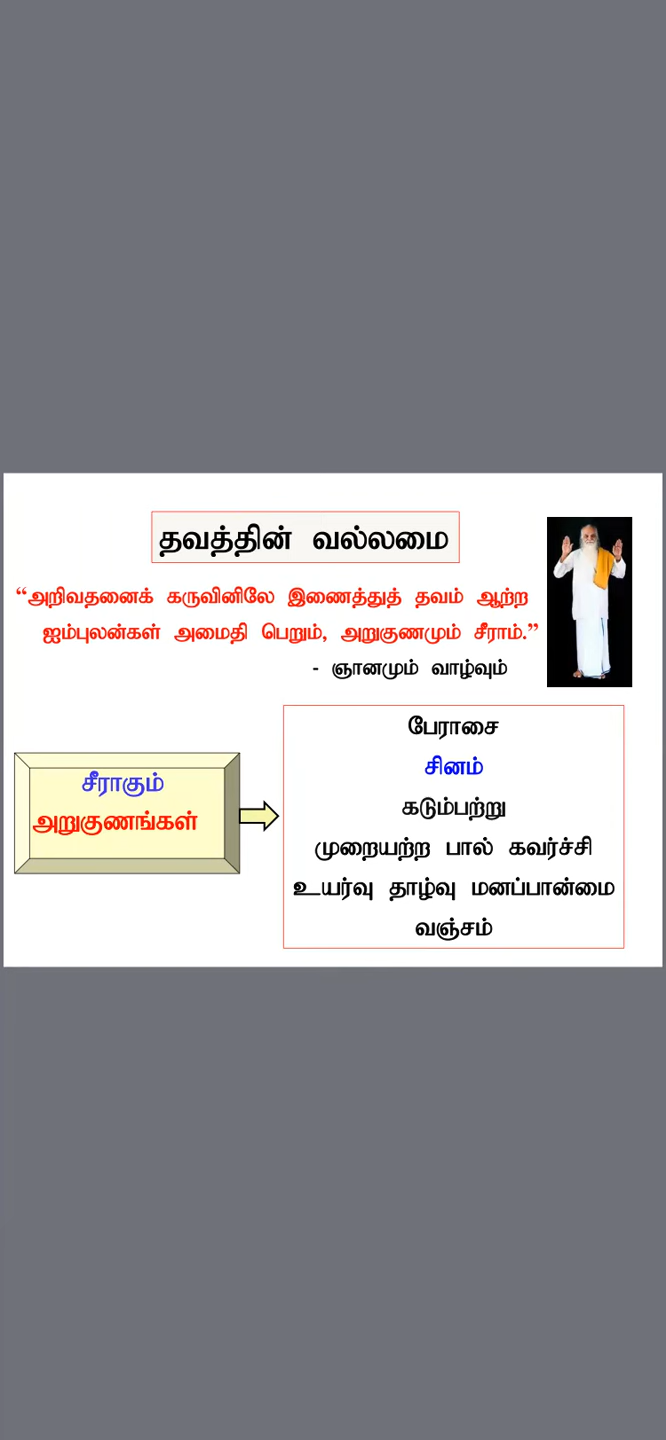 தவத்தின் வல்லமை
“அறிவதனைக் கருவினிலே இணைத்துத் தவம் ஆற்ற
ஐம்புலன்கள் அமைதி பெறும், அறுகுணமும் சீராம்.”
- ஞானமும் வாழ்வும்
சீராகும்
அறுகுணங்கள்
பேராசை
சினம்
கடும்பற்று
முறையற்ற பால் கவர்ச்சி
உயர்வு தாழ்வு மனப்பான்மை
வஞ்சம்